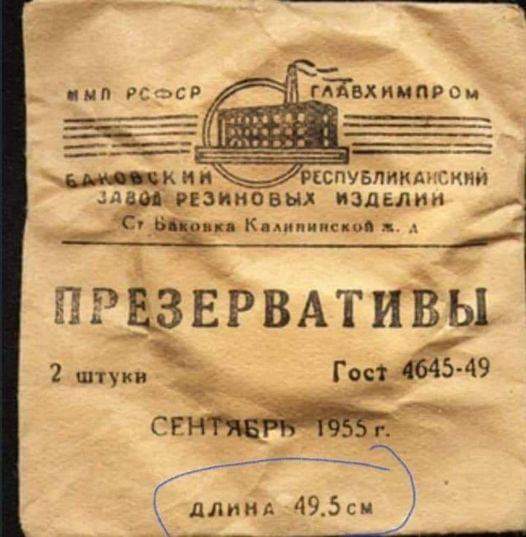 ММП РСФСР ГЛАВХИМПРОМ
БАКОВСКИЙ РЕСПУБЛИКАНСКИЙ
ЗАВОД РЕЗИНОВЫХ ИЗДЕЛИЙ
Ст Баковка Калининской ж. д
ПРЕЗЕРВАТИВЫ
2 штуки Гост 4645-49
СЕНТЯБРЬ 1955 г.
ДЛИНА 49.5 см